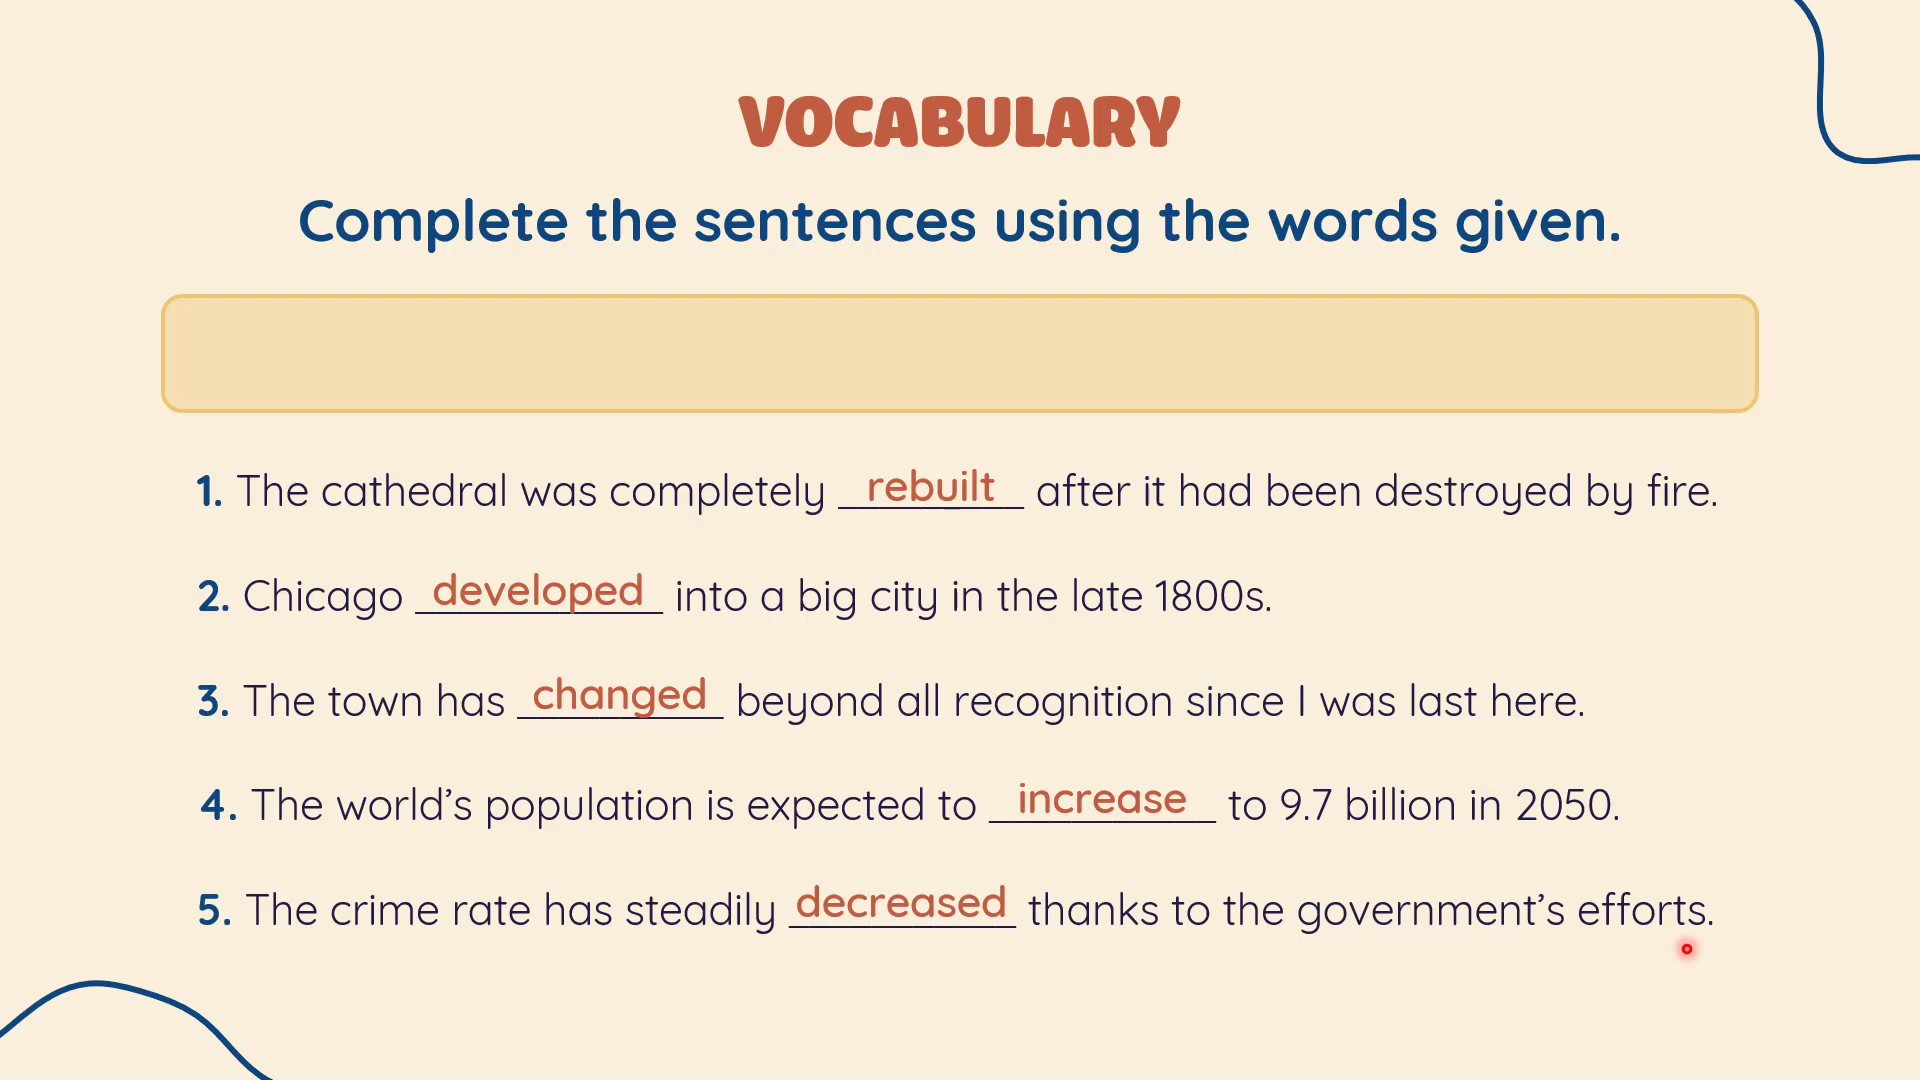 VOCABULARY
Complete the sentences using the words given.
1. The cathedral was completely rebuilt after it had been destroyed by fire.
2. Chicago developed into a big city in the late 1800s.
3. The town has changed beyond all recognition since I was last here.
4. The world’s population is expected to increase to 9.7 billion in 2050.
5. The crime rate has steadily decreased thanks to the government’s efforts.